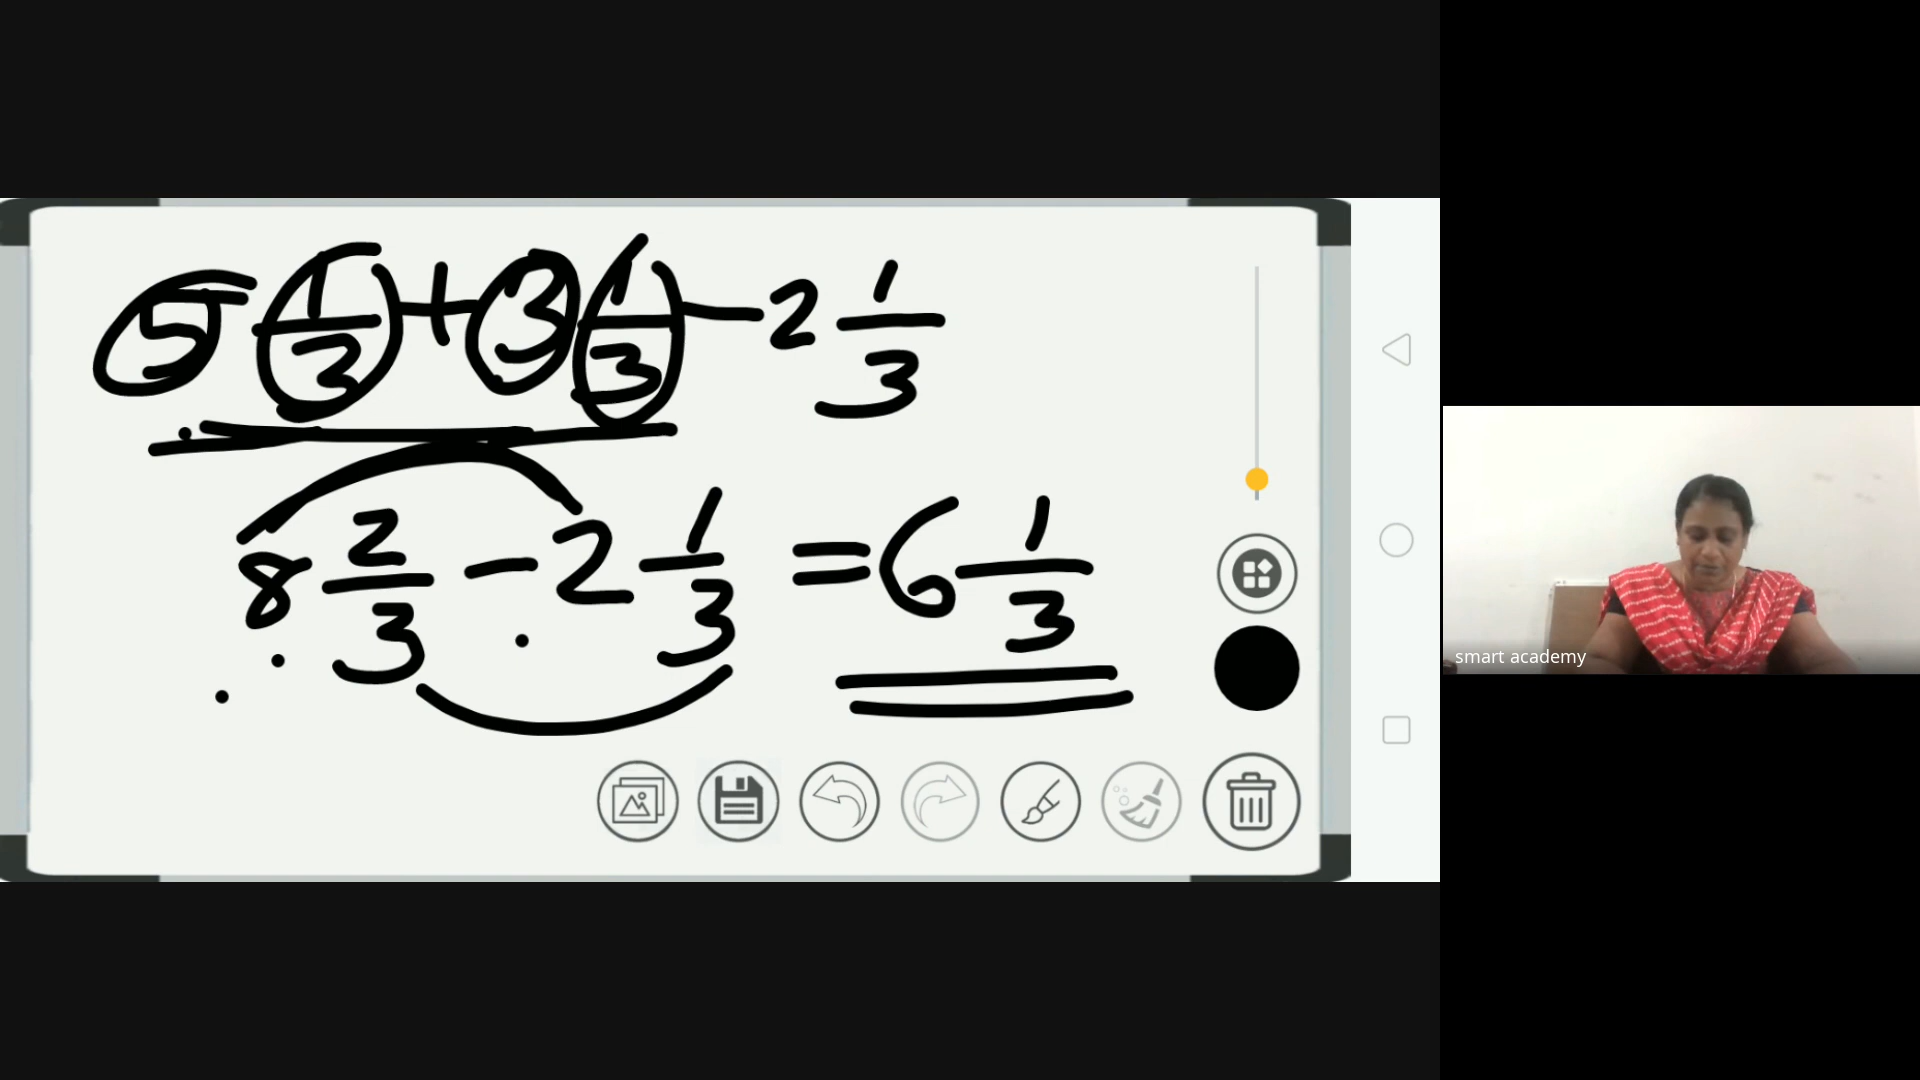 5 1/3 + 3 1/3 - 2 1/3
8 2/3 - 2 1/3 = 6 1/3
smart academy